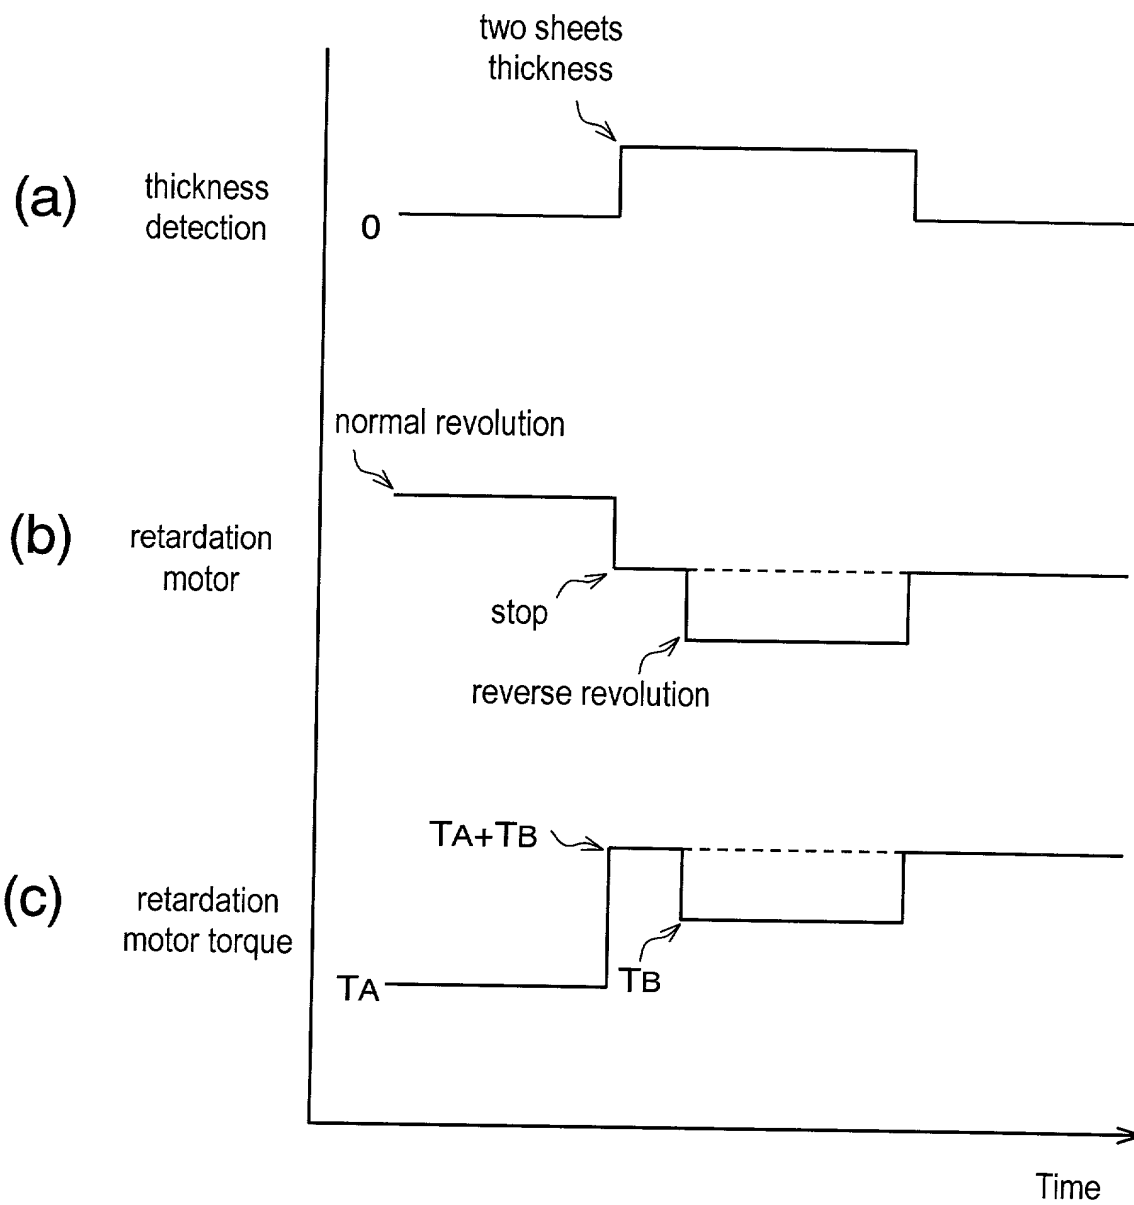 two sheets
thickness
(a)
thickness
detection
0
normal revolution
(b)
retardation
motor
stop
reverse revolution
TA+TB
(c)
retardation
motor torque
TA
TB
Time